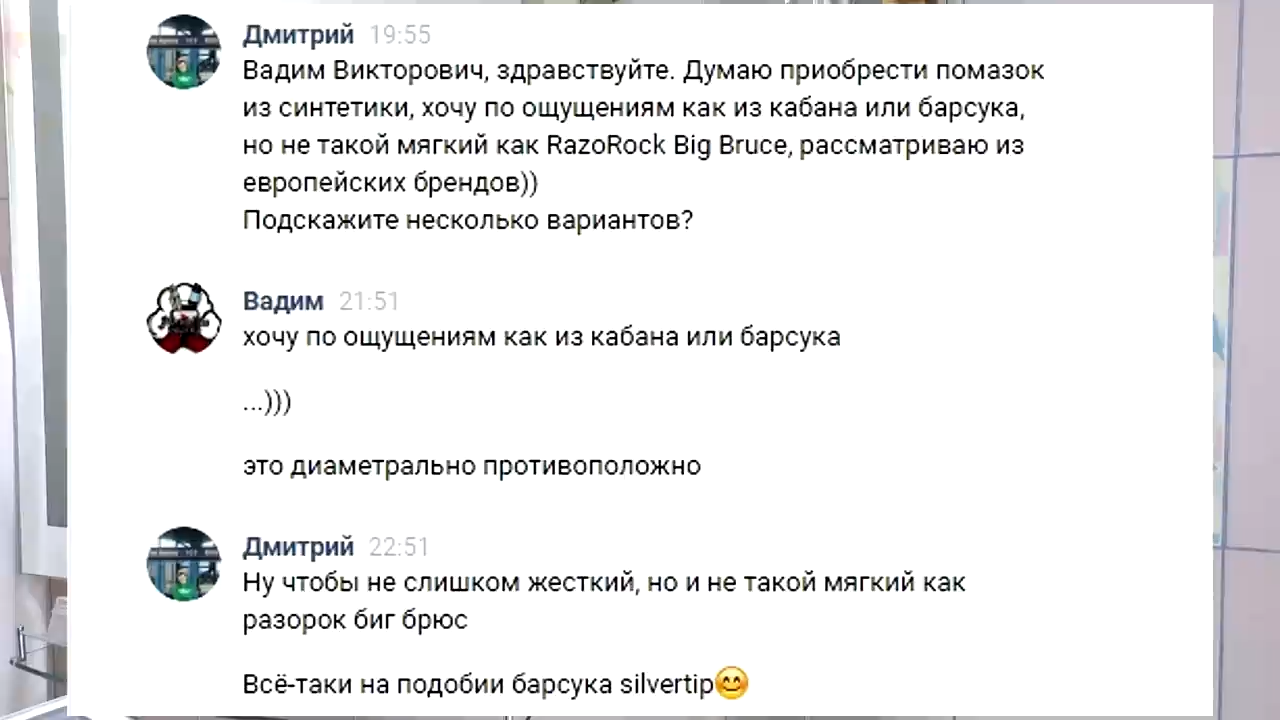 Дмитрий 19:55
Вадим Викторович, здравствуйте. Думаю приобрести помазок
из синтетики, хочу по ощущениям как из кабана или барсука,
но не такой мягкий как RazoRock Big Bruce, рассматриваю из
европейских брендов))
Подскажите несколько вариантов?
Вадим 21:51
хочу по ощущениям как из кабана или барсука
...)))
это диаметрально противоположно
Дмитрий 22:51
Ну чтобы не слишком жесткий, но и не такой мягкий как
разорок биг брюс
Всё-таки на подобии барсука silvertip😊